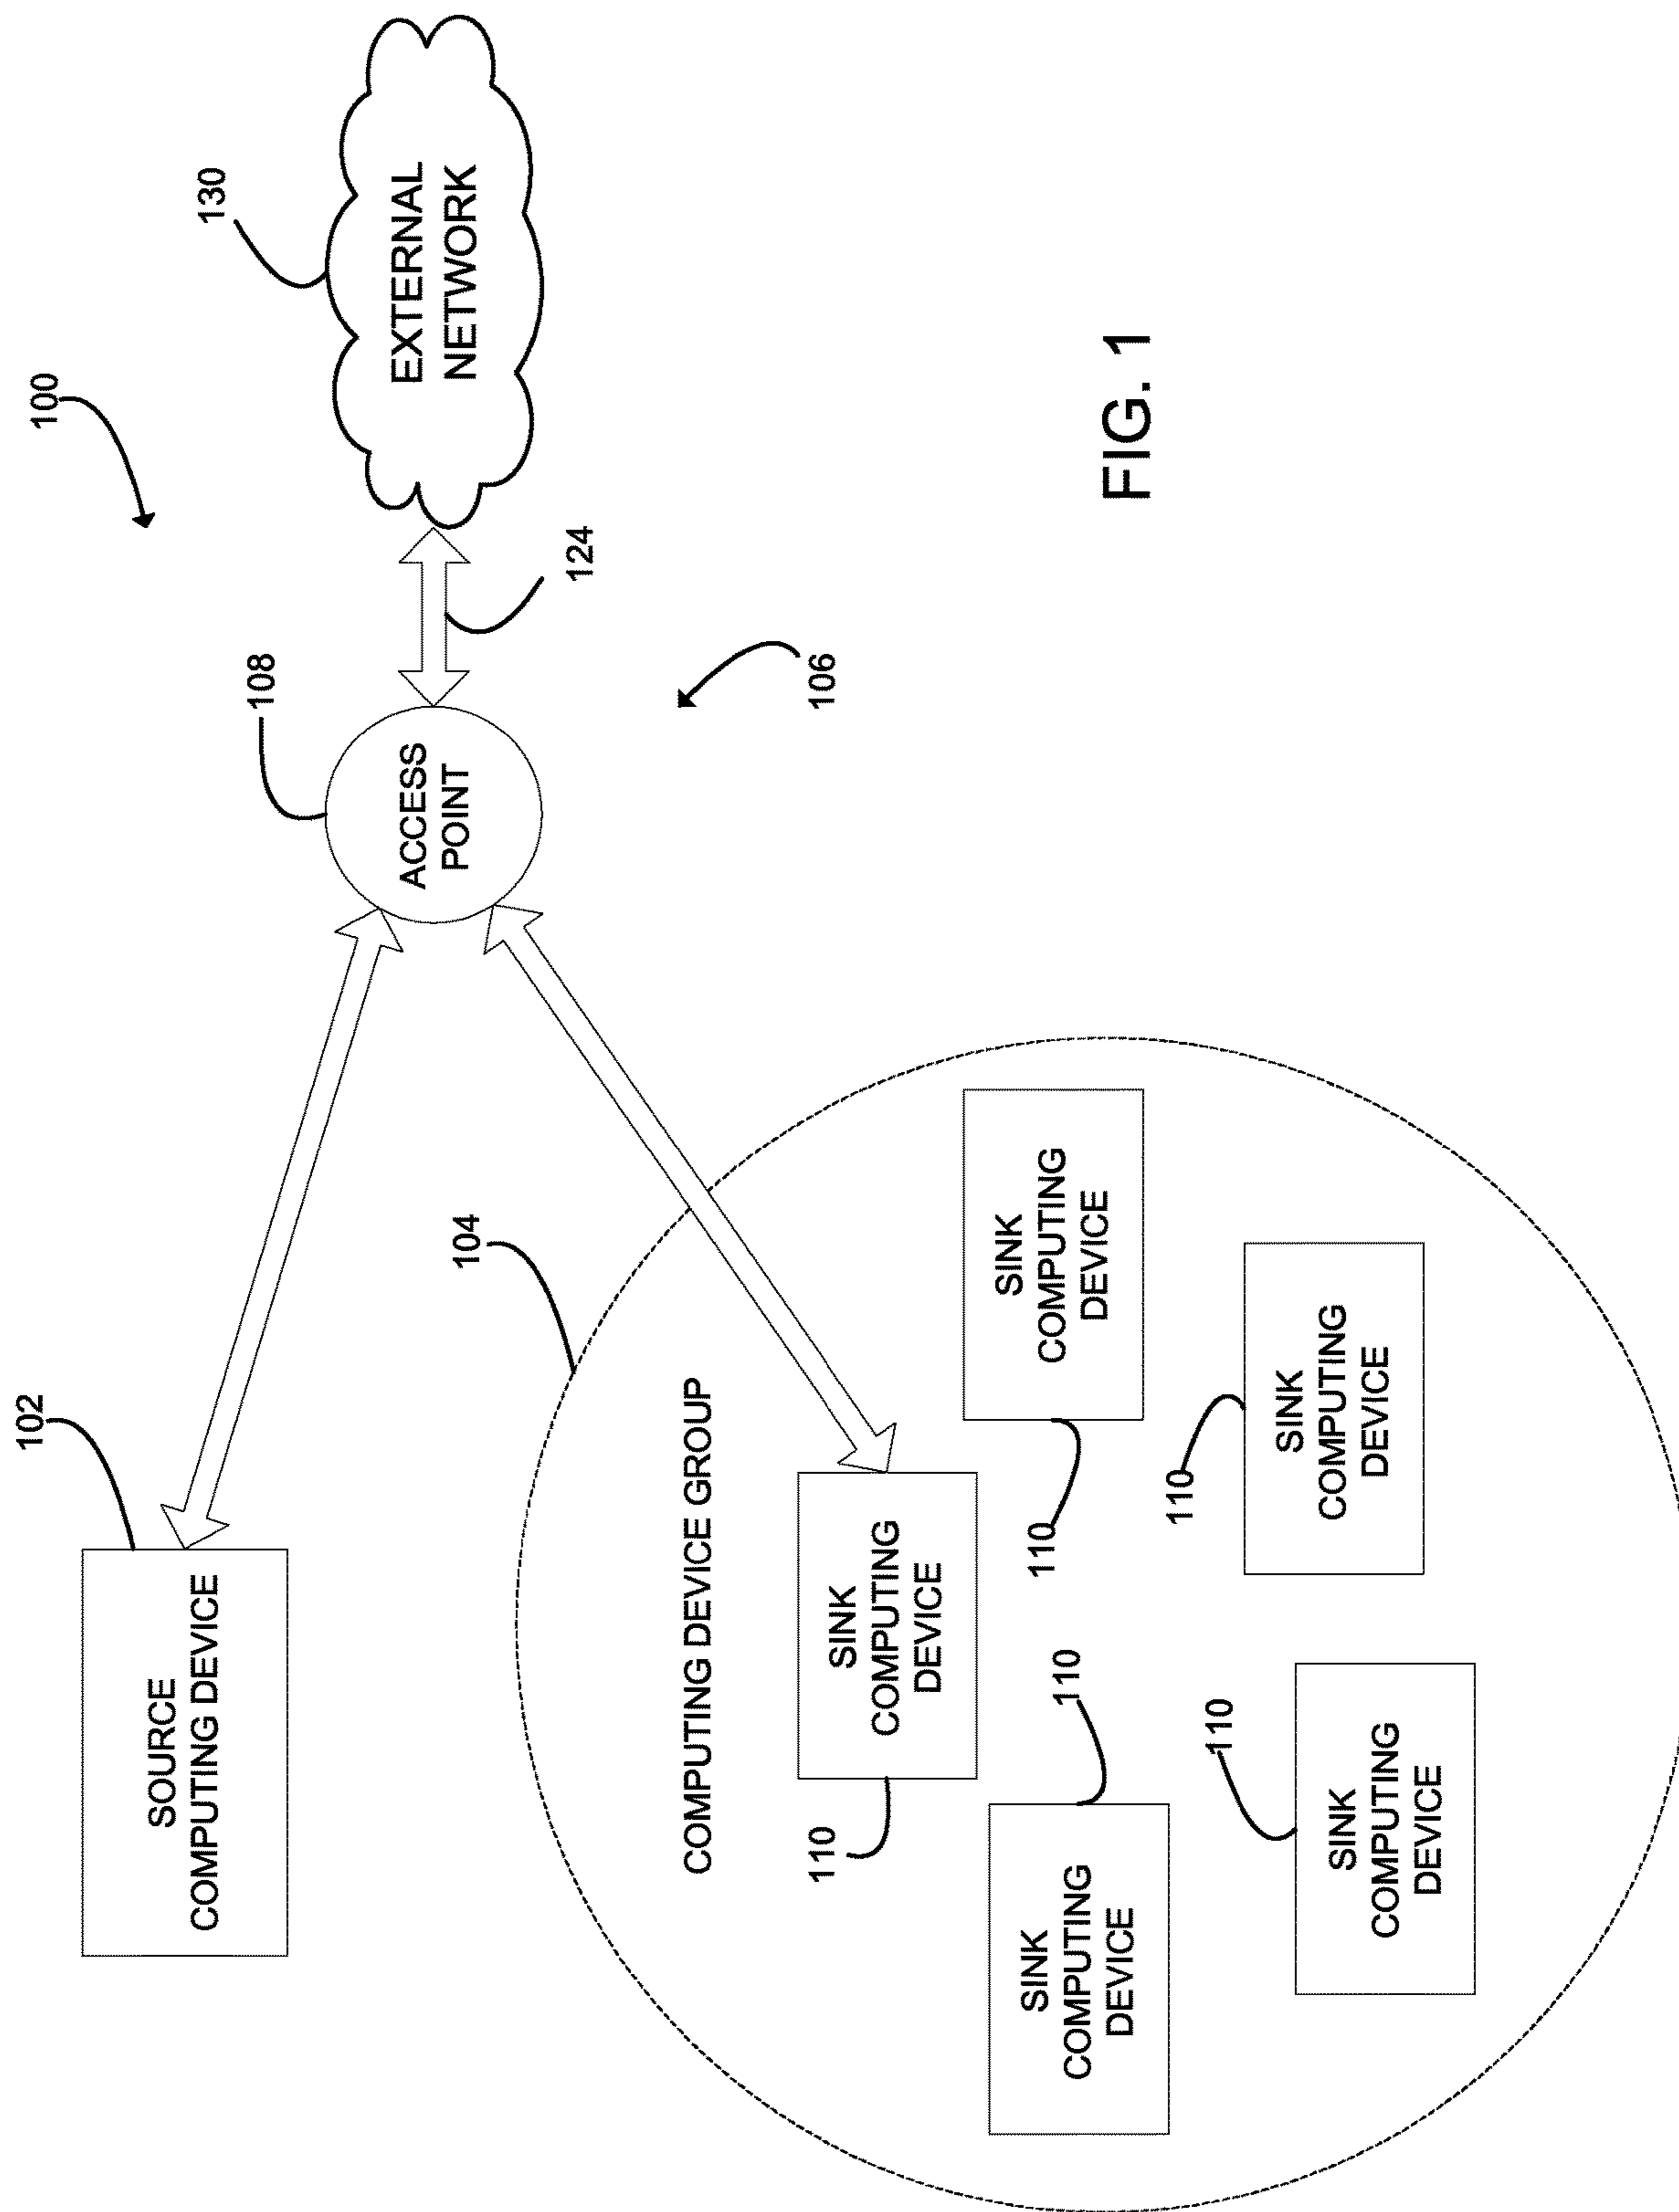 100
102
SOURCE
COMPUTING DEVICE
108
ACCESS
POINT
130
EXTERNAL
NETWORK
124
106
104
COMPUTING DEVICE GROUP
110
SINK
COMPUTING
DEVICE
110
SINK
COMPUTING
DEVICE
110
SINK
COMPUTING
DEVICE
110
SINK
COMPUTING
DEVICE
110
SINK
COMPUTING
DEVICE
FIG. 1